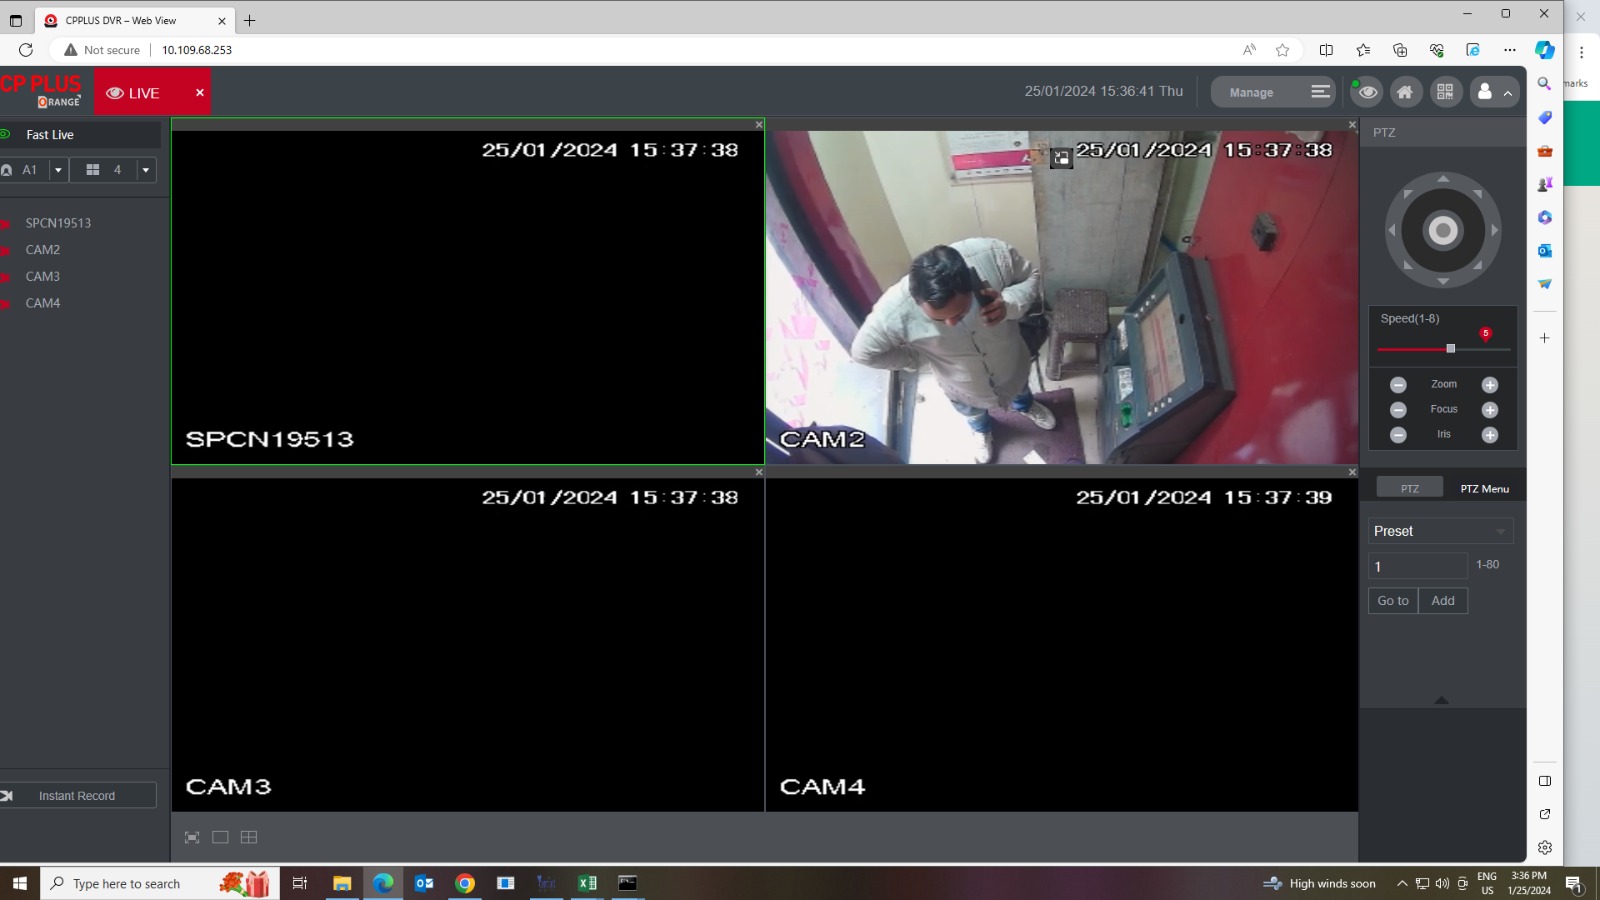 CPPLUS DVR – Web View
Not secure
10.109.68.253
marks
CP PLUS
ORANGE
LIVE
25/01/2024 15:36:41 Thu
Manage
Fast Live
A1
4
SPCN19513
CAM2
CAM3
CAM4
25/01/2024 15:37:38
SPCN19513
25/01/2024 15:37:38
CAM2
25/01/2024 15:37:38
CAM3
25/01/2024 15:37:39
CAM4
PTZ
Speed(1-8)
5
Zoom
Focus
Iris
PTZ
PTZ Menu
Preset
1
1-80
Go to
Add
Instant Record
Type here to search
High winds soon
ENG
US
3:36 PM
1/25/2024
1